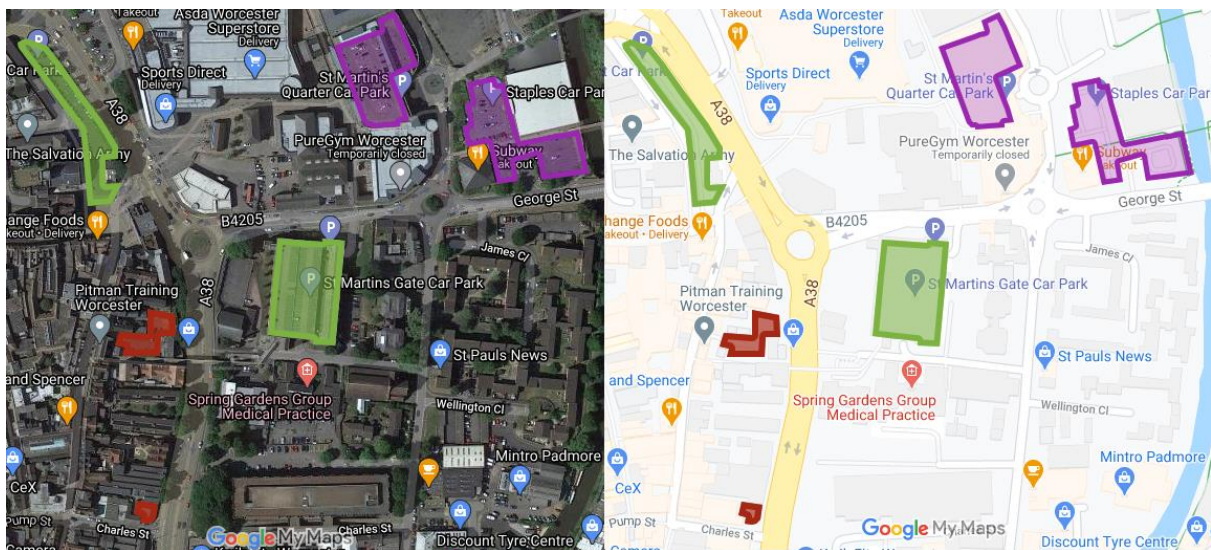 Takeout
Asda Worcester
Superstore
Delivery
P
Car Park
Sports Direct
Delivery
A38
St Martin's
Quarter Car Park
P
Staples Car Par
The Salvation Army
PureGym Worcester
Temporarily closed
Subway
akeout
George St
hange Foods
akeout • Delivery
B4205
P
James Cl
P
St Martins Gate Car Park
A38
Pitman Training
Worcester
St Pauls News
and Spencer
Spring Gardens Group
Medical Practice
Wellington Cl
Mintro Padmore
CeX
Pump St
Charles St
Google My Maps
Discount Tyre Centre
Takeout
Asda Worcester
Superstore
Delivery
P
St Car Park
Sports Direct
Delivery
A38
St Martin's
Quarter Car Park
P
Staples Car Par
The Salvation Army
PureGym Worcester
Temporarily closed
Subway
akeout
George St
hange Foods
akeout • Delivery
B4205
P
James Cl
P
St Martins Gate Car Park
A38
Pitman Training
Worcester
St Pauls News
and Spencer
Spring Gardens Group
Medical Practice
Wellington Cl
Mintro Padmore
CeX
Pump St
Charles St
Google My Maps
Discount Tyre Centre